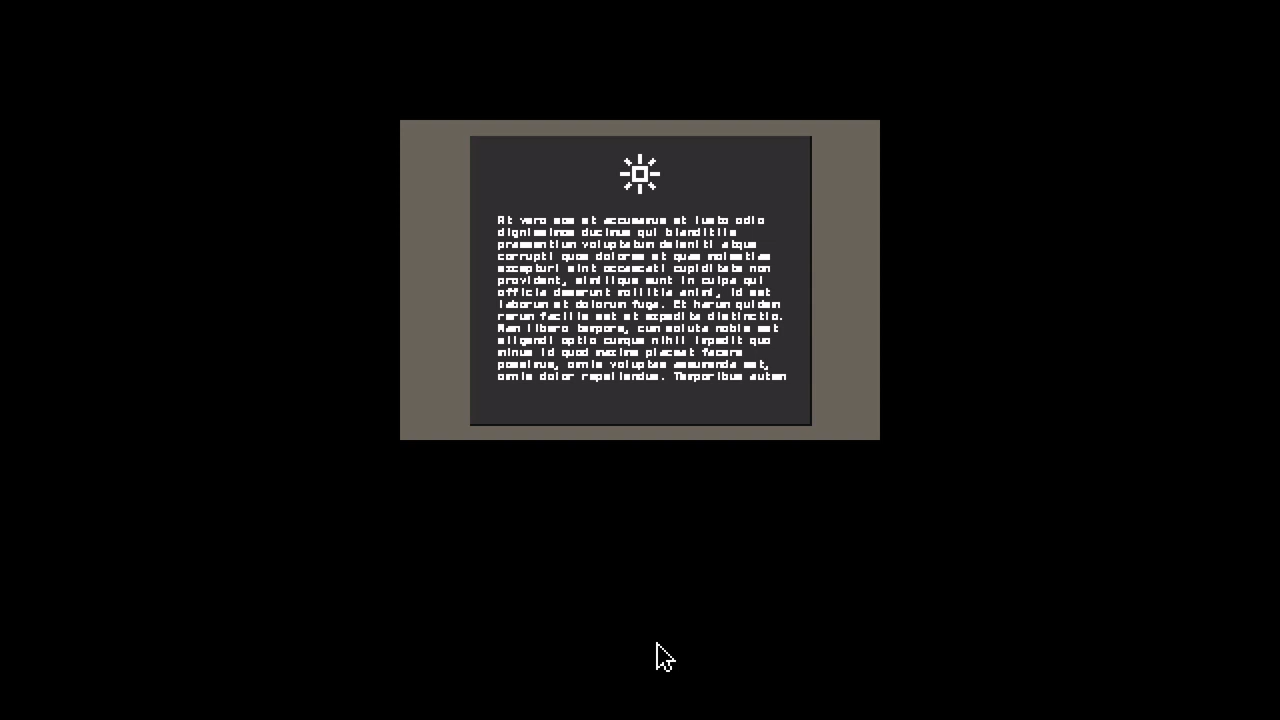 At vero eos et accusamus et iusto odio
dignissimos ducimus qui blanditiis
praesentium voluptatum deleniti atque
corrupti quos dolores et quas molestias
excepturi sint occaecati cupiditate non
provident, similique sunt in culpa qui
officia deserunt mollitia animi, id est
laborum et dolorum fuga. Et harum quidem
rerum facilis est et expedita distinctio.
Nam libero tempore, cum soluta nobis est
eligendi optio cumque nihil impedit quo
minus id quod maxime placeat facere
possimus, omnis voluptas assumenda est,
omnis dolor repellendus. Temporibus autem